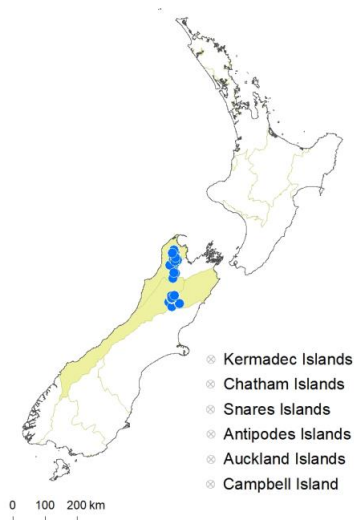 Kermadec Islands
Chatham Islands
Snares Islands
Antipodes Islands
Auckland Islands
Campbell Island
0 100 200 km